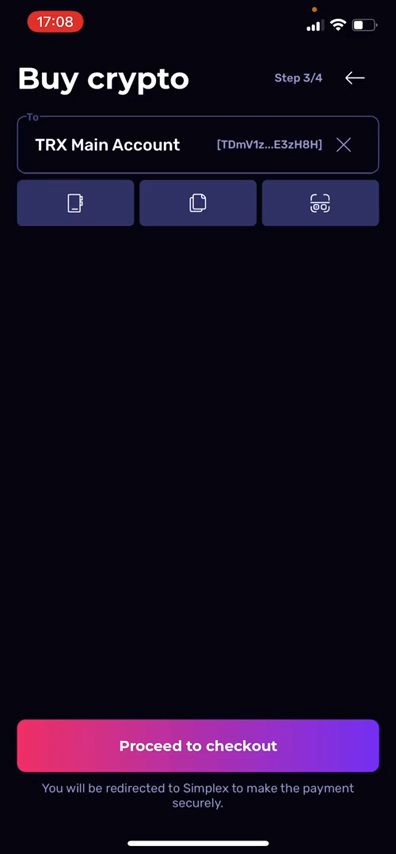 17:08
Buy crypto
Step 3/4
To
TRX Main Account
[TDmV1z...E3zH8H]
Proceed to checkout
You will be redirected to Simplex to make the payment
securely.